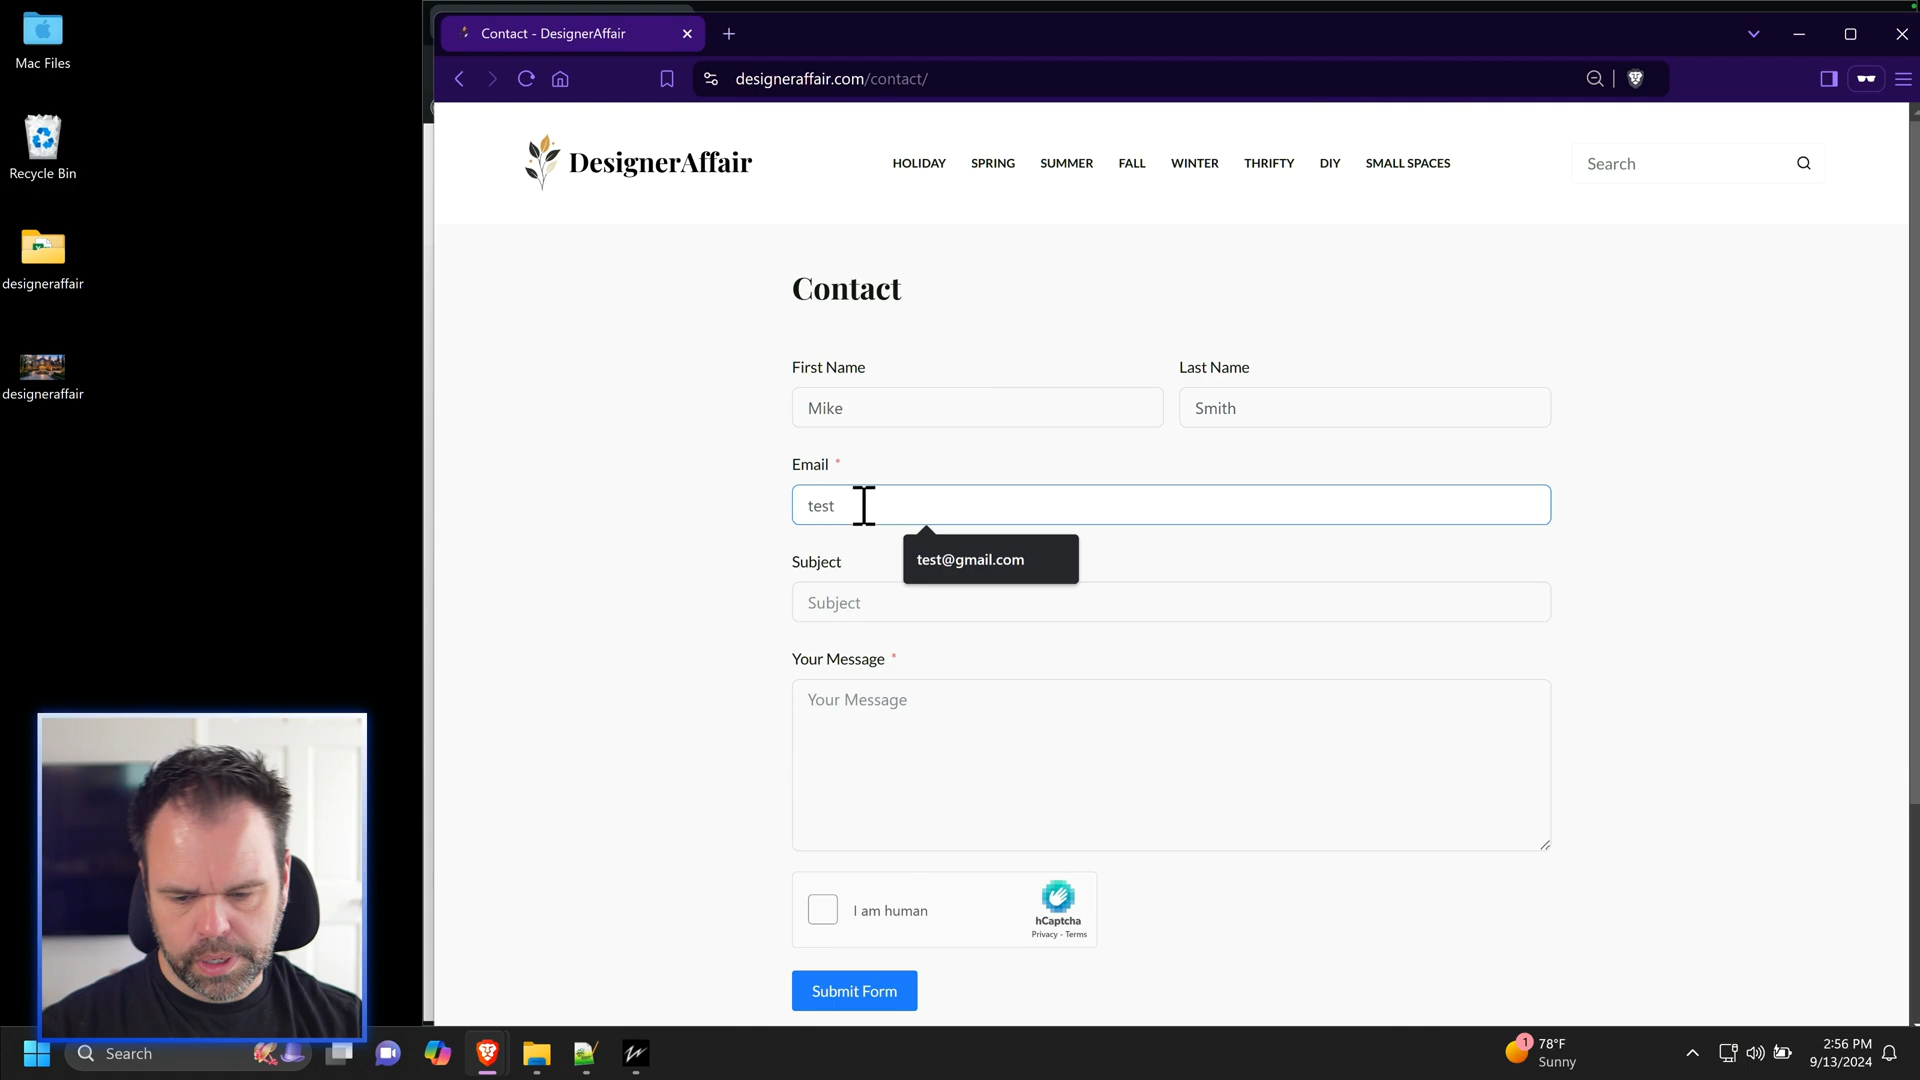 Mac Files
Recycle Bin
designeraffair
designeraffair
Contact - DesignerAffair
designeraffair.com/contact/
DesignerAffair
HOLIDAY SPRING SUMMER FALL WINTER THRIFTY DIY SMALL SPACES
Search
Contact
First Name Last Name
Mike Smith
Email *
test
test@gmail.com
Subject
Subject
Your Message *
Your Message
I am human
hCaptcha
Privacy - Terms
Submit Form
Search
1
78°F
Sunny
2:56 PM
9/13/2024